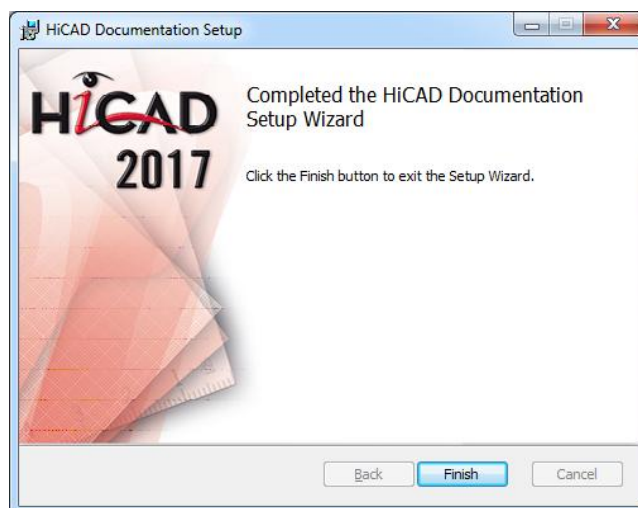 HiCAD Documentation Setup
HiCAD
2017
Completed the HiCAD Documentation
Setup Wizard
Click the Finish button to exit the Setup Wizard.
Back
Finish
Cancel